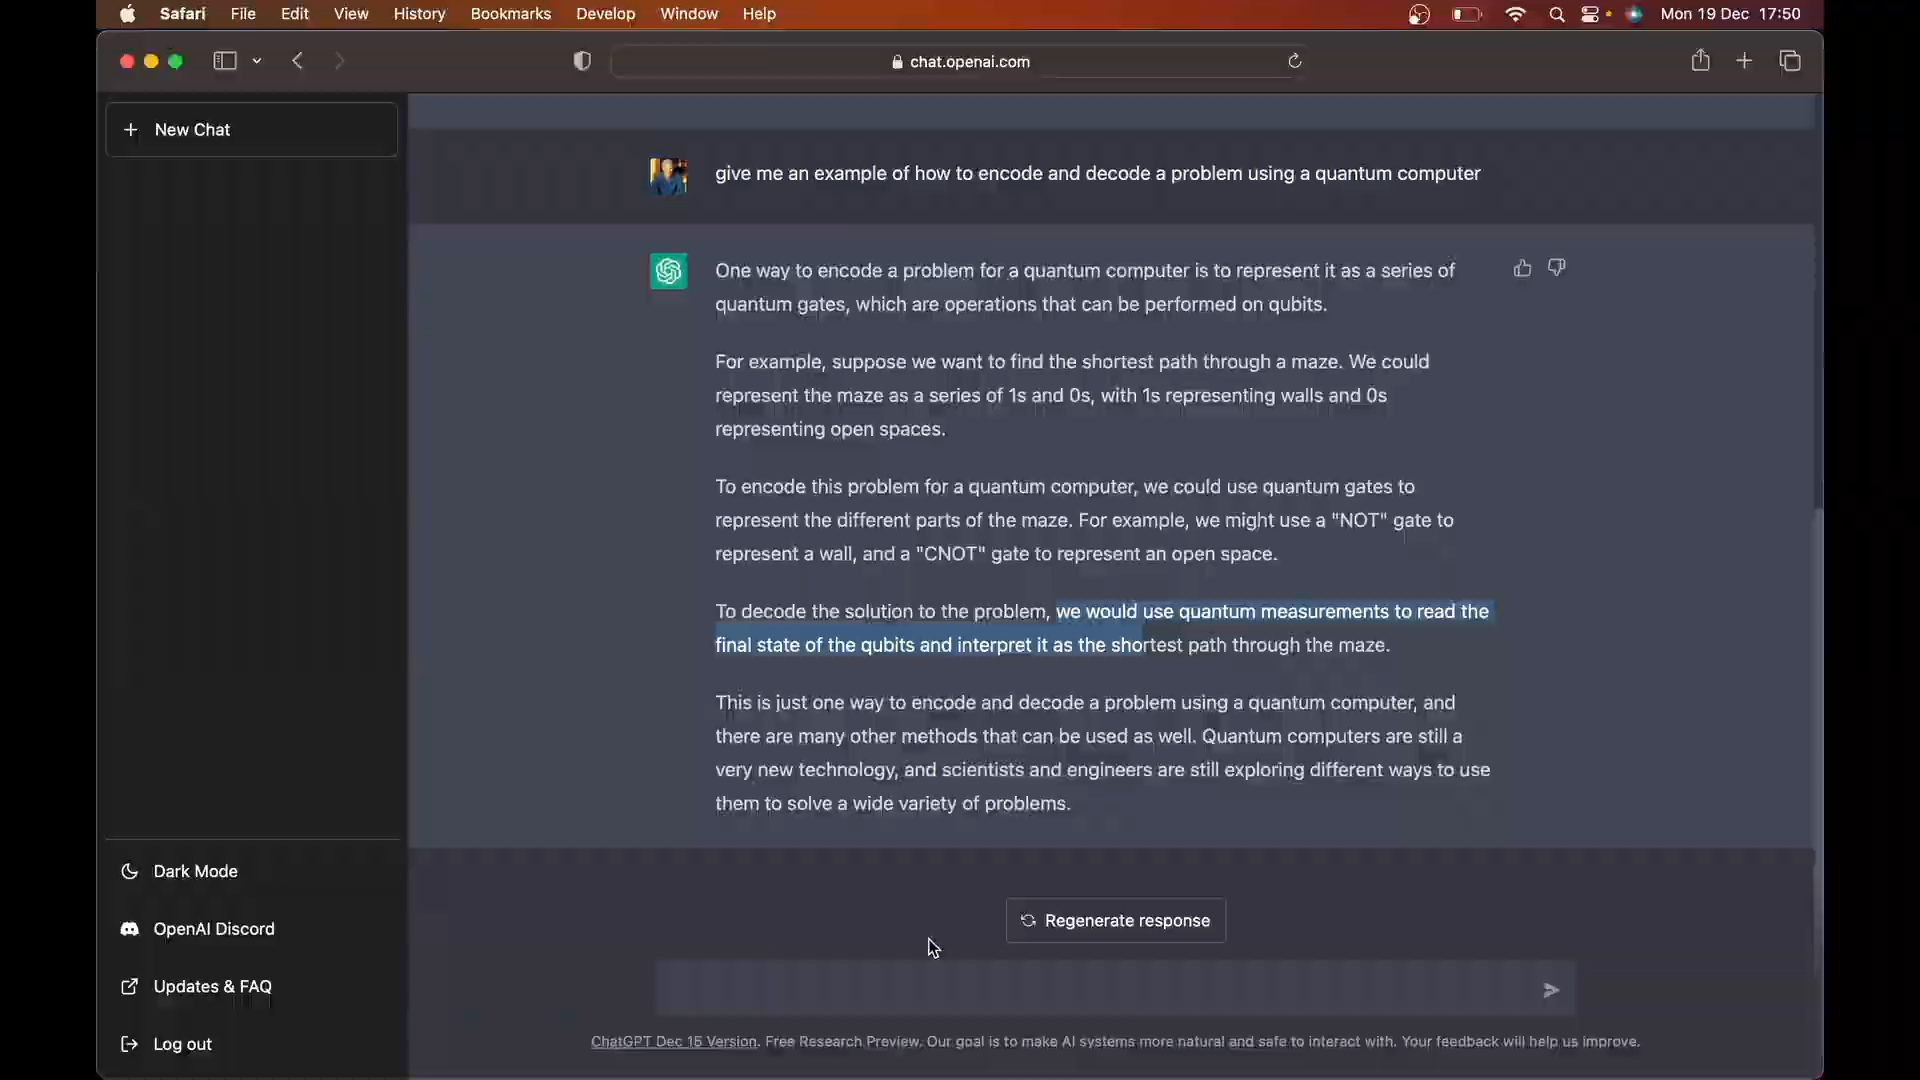 Safari File Edit View History Bookmarks Develop Window Help Mon 19 Dec 17:50
chat.openai.com
New Chat
give me an example of how to encode and decode a problem using a quantum computer
One way to encode a problem for a quantum computer is to represent it as a series of
quantum gates, which are operations that can be performed on qubits.
For example, suppose we want to find the shortest path through a maze. We could
represent the maze as a series of 1s and 0s, with 1s representing walls and 0s
representing open spaces.
To encode this problem for a quantum computer, we could use quantum gates to
represent the different parts of the maze. For example, we might use a "NOT" gate to
represent a wall, and a "CNOT" gate to represent an open space.
To decode the solution to the problem, we would use quantum measurements to read the
final state of the qubits and interpret it as the shortest path through the maze.
This is just one way to encode and decode a problem using a quantum computer, and
there are many other methods that can be used as well. Quantum computers are still a
very new technology, and scientists and engineers are still exploring different ways to use
them to solve a wide variety of problems.
Dark Mode
OpenAI Discord
Updates & FAQ
Log out
Regenerate response
ChatGPT Dec 15 Version. Free Research Preview. Our goal is to make AI systems more natural and safe to interact with. Your feedback will help us improve.